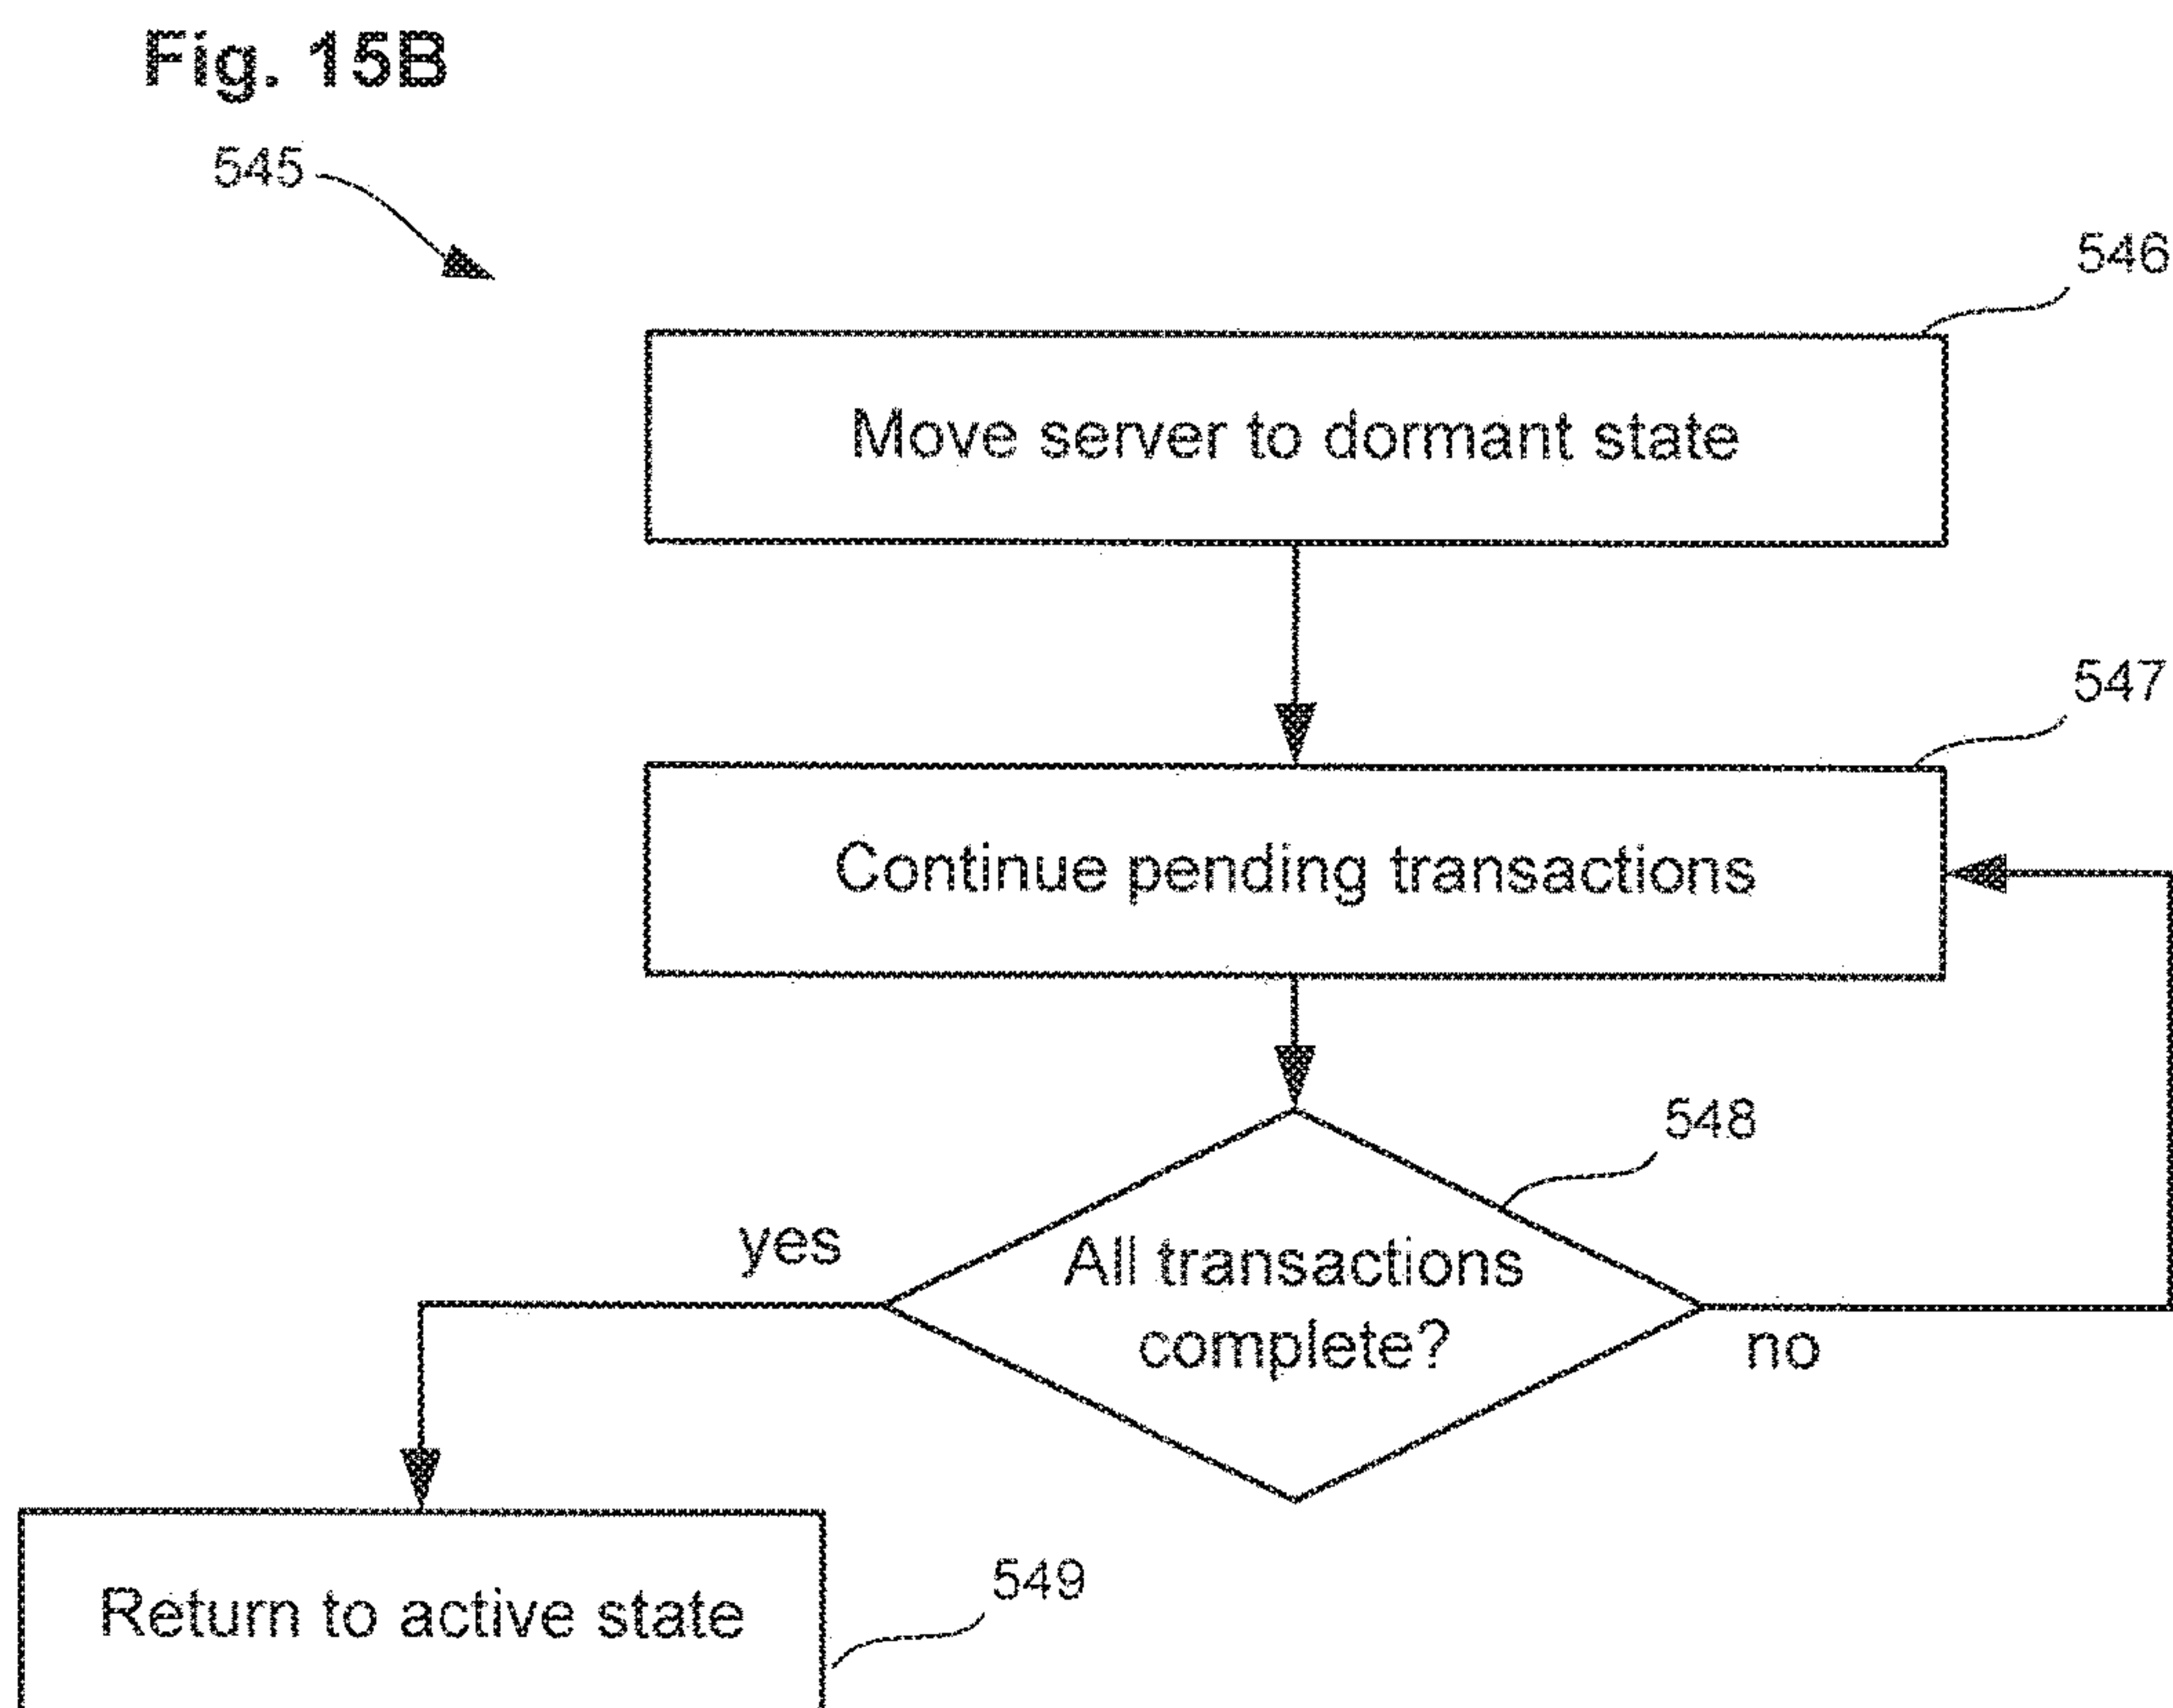 Fig. 15B
545
546
Move server to dormant state
547
Continue pending transactions
548
yes
All transactions
complete?
no
549
Return to active state